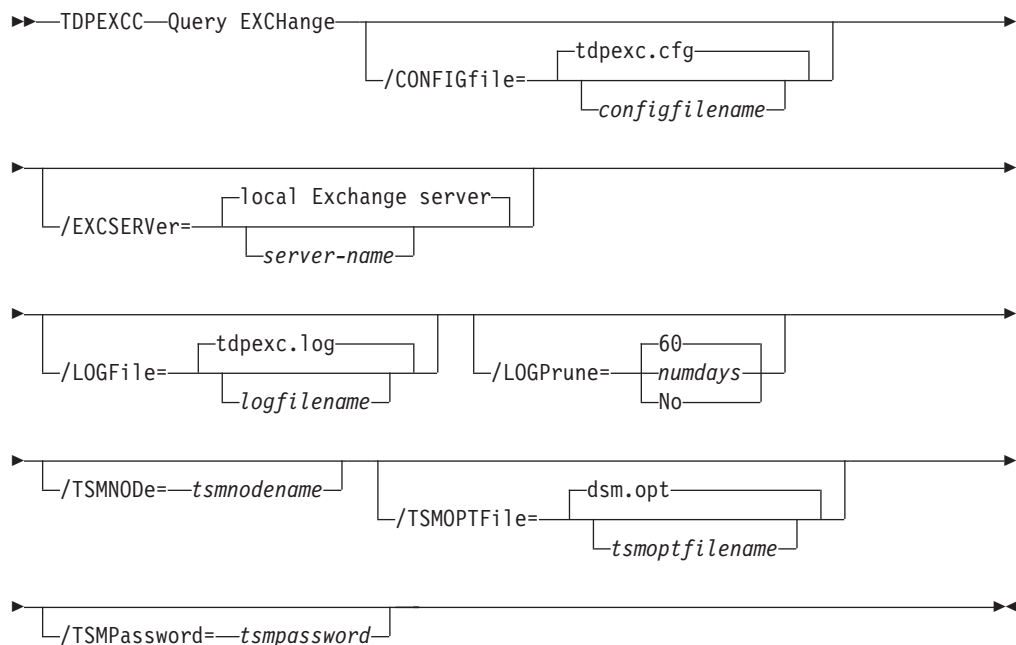 TDPEXCC Query EXCHange
tdpexc.cfg
/CONFIGfile=
configfilename
local Exchange server
/EXCSERVer=
server-name
tdpexc.log 60
/LOGFile= /LOGPrune= numdays
logfilename No
dsm.opt
/TSMNODe= tsmnodename /TSMOPTFile=
tsmoptfilename
/TSMPassword= tsmpassword